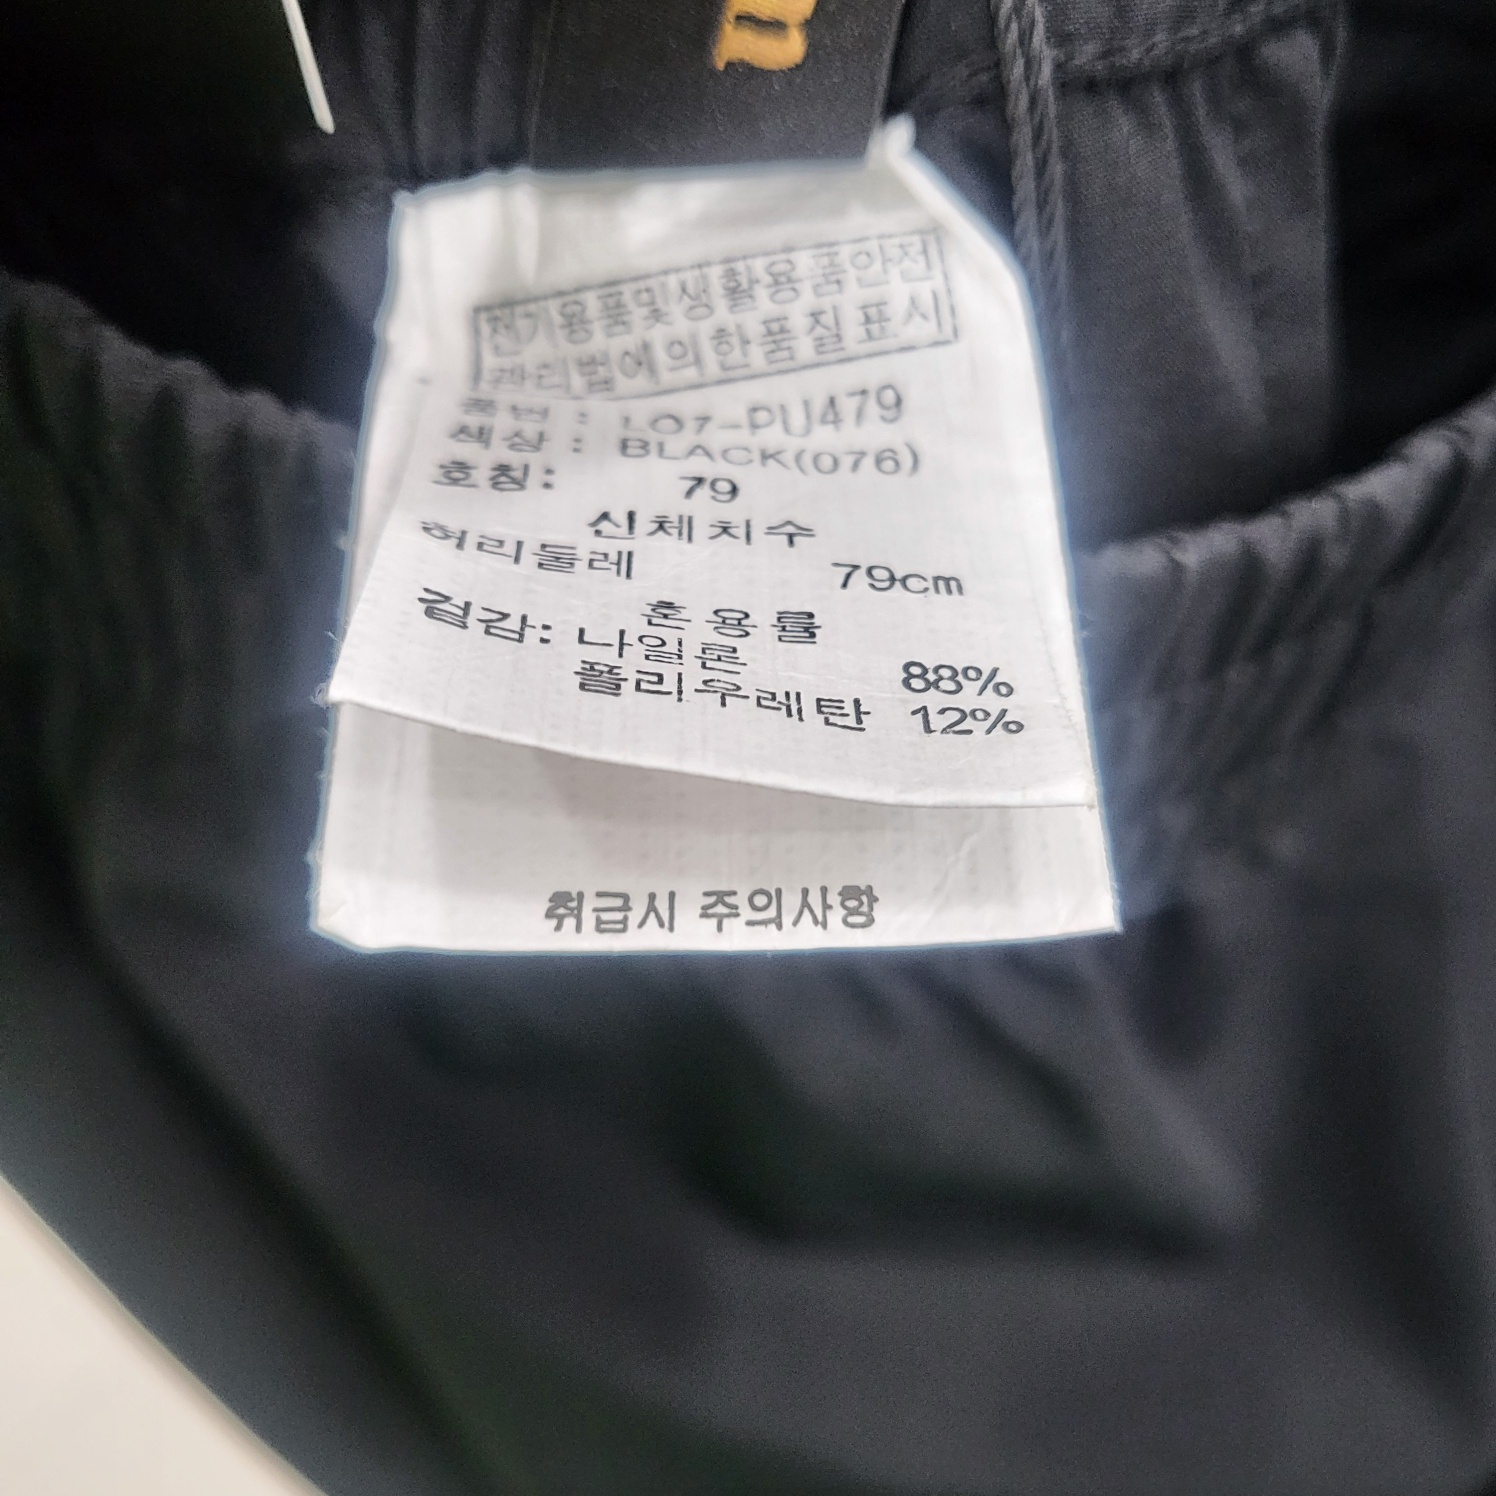 전기용품및생활용품안전
관리법에의한품질표시
품번 : LO7-PU479
색상 : BLACK(076)
호칭: 79
신체치수
허리둘레 79cm
혼용률
겉감: 나일론 88%
폴리우레탄 12%
취급시 주의사항